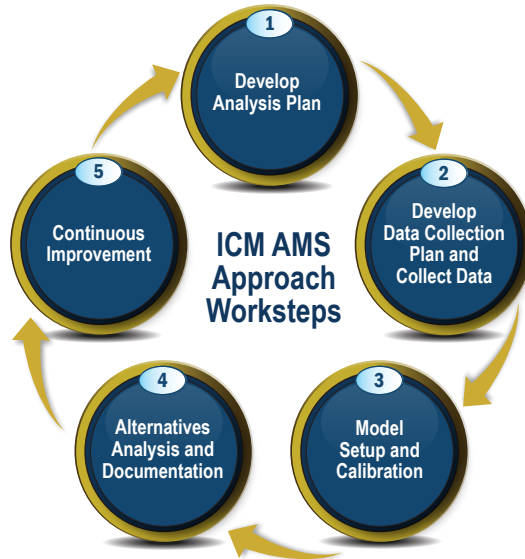 1
Develop
Analysis Plan
2
Develop
Data Collection
Plan and
Collect Data
3
Model
Setup and
Calibration
4
Alternatives
Analysis and
Documentation
5
Continuous
Improvement
ICM AMS
Approach
Worksteps